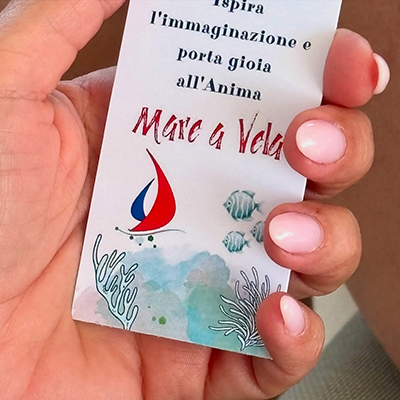 Ispira
l'immaginazione e
porta gioia
all'Anima
Mare a Vela